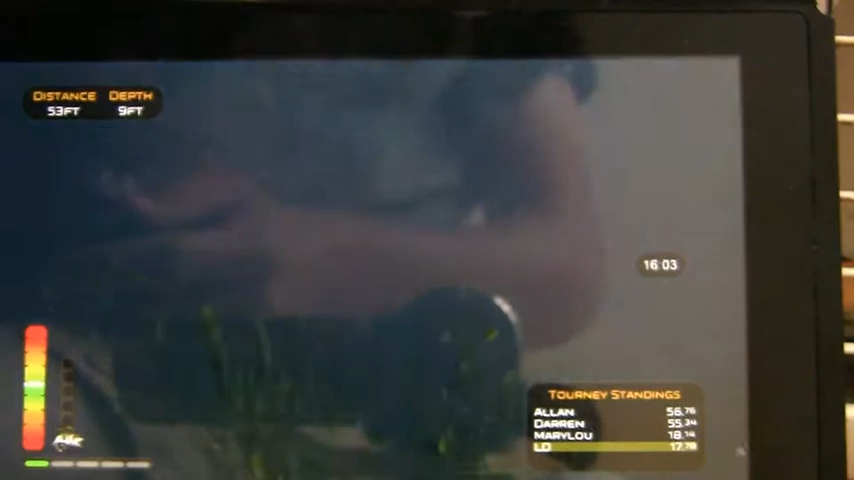 DISTANCE DEPTH
53FT 9FT
16:03
TOURNEY STANDINGS
ALLAN 56.76
DARREN 55.34
MARYLOU 18.14
LD 17.78